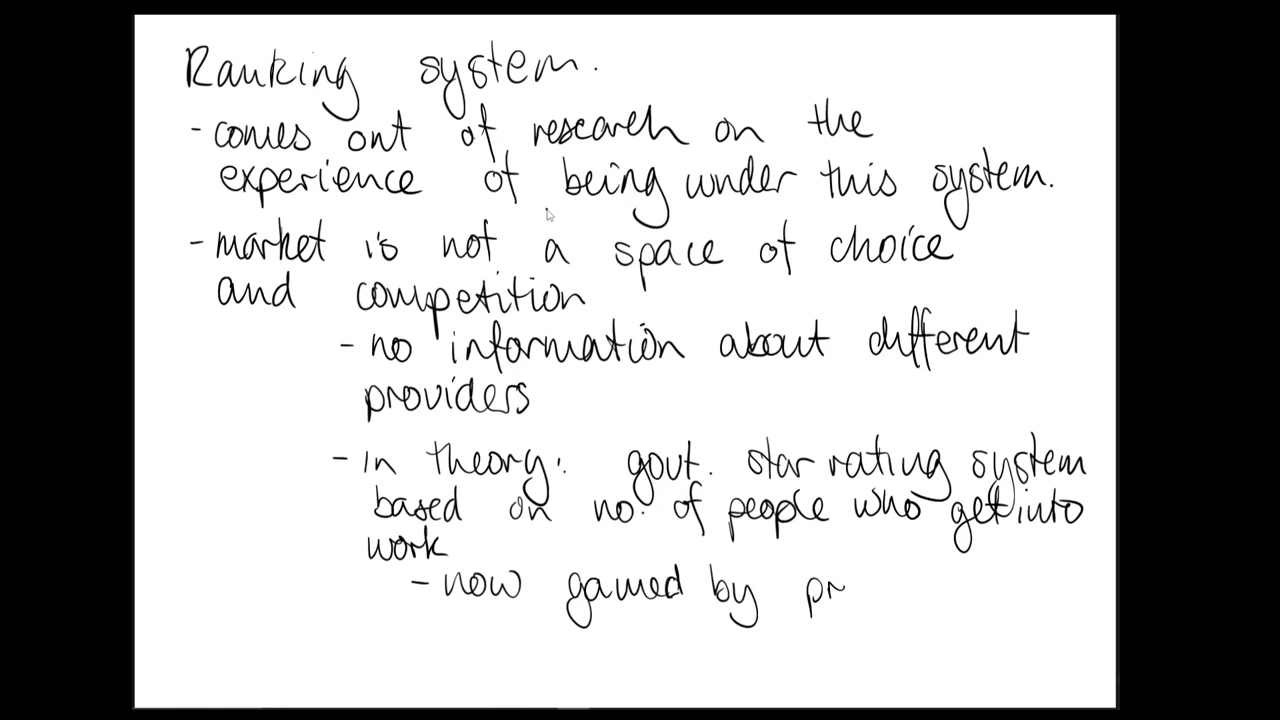 Ranking system.
- comes out of research on the
experience of being under this system.
- market is not a space of choice
and competition
- no information about different
providers
- in theory: govt. star rating system
based on no. of people who get into
work
- now gamed by pr